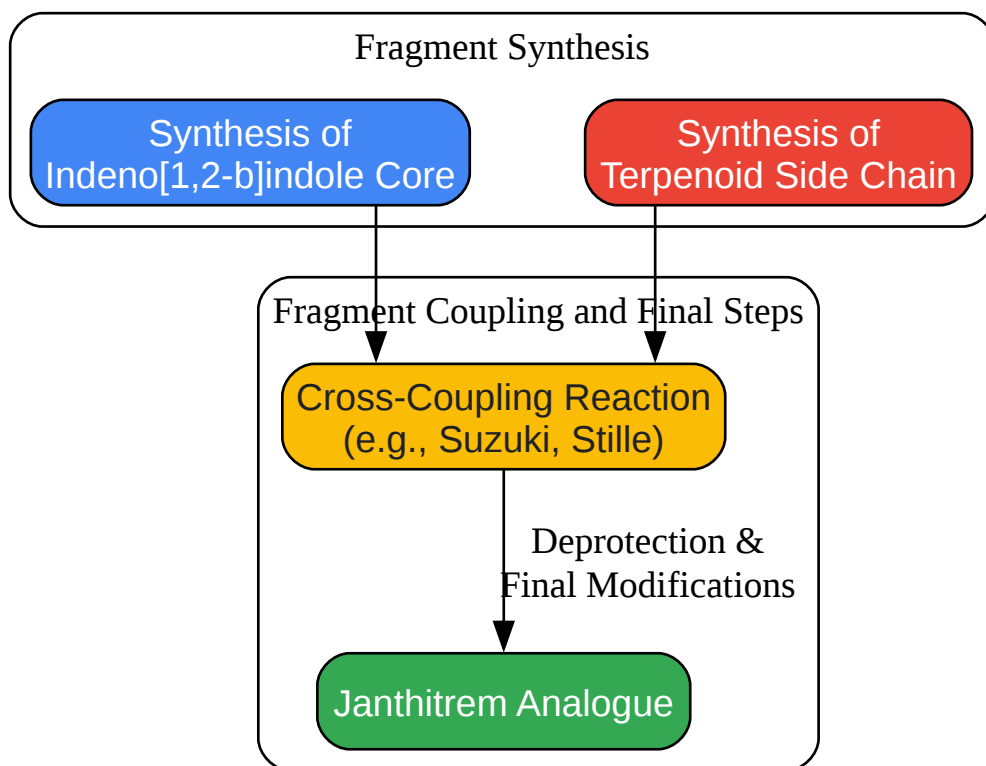 Fragment Synthesis
Synthesis of
Indeno[1,2-b]indole Core
Synthesis of
Terpenoid Side Chain
Fragment Coupling and Final Steps
Cross-Coupling Reaction
(e.g., Suzuki, Stille)
Deprotection &
Final Modifications
Janthitrem Analogue